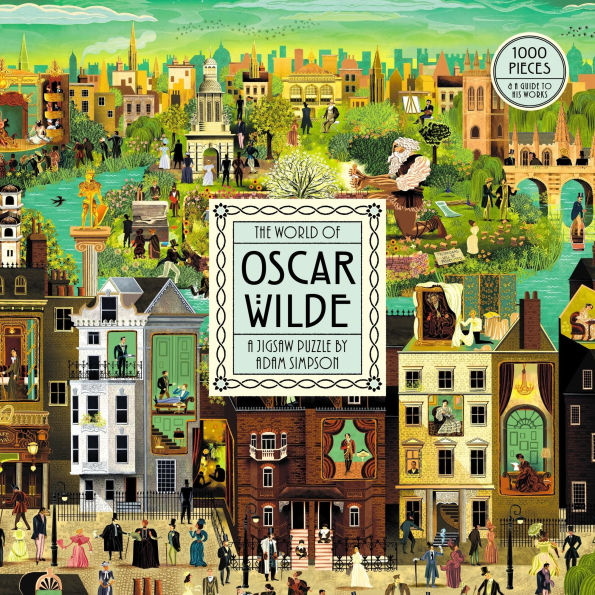 1000
PIECES
& A GUIDE TO
HIS WORKS
THE WORLD OF
OSCAR
WILDE
A JIGSAW PUZZLE BY
ADAM SIMPSON